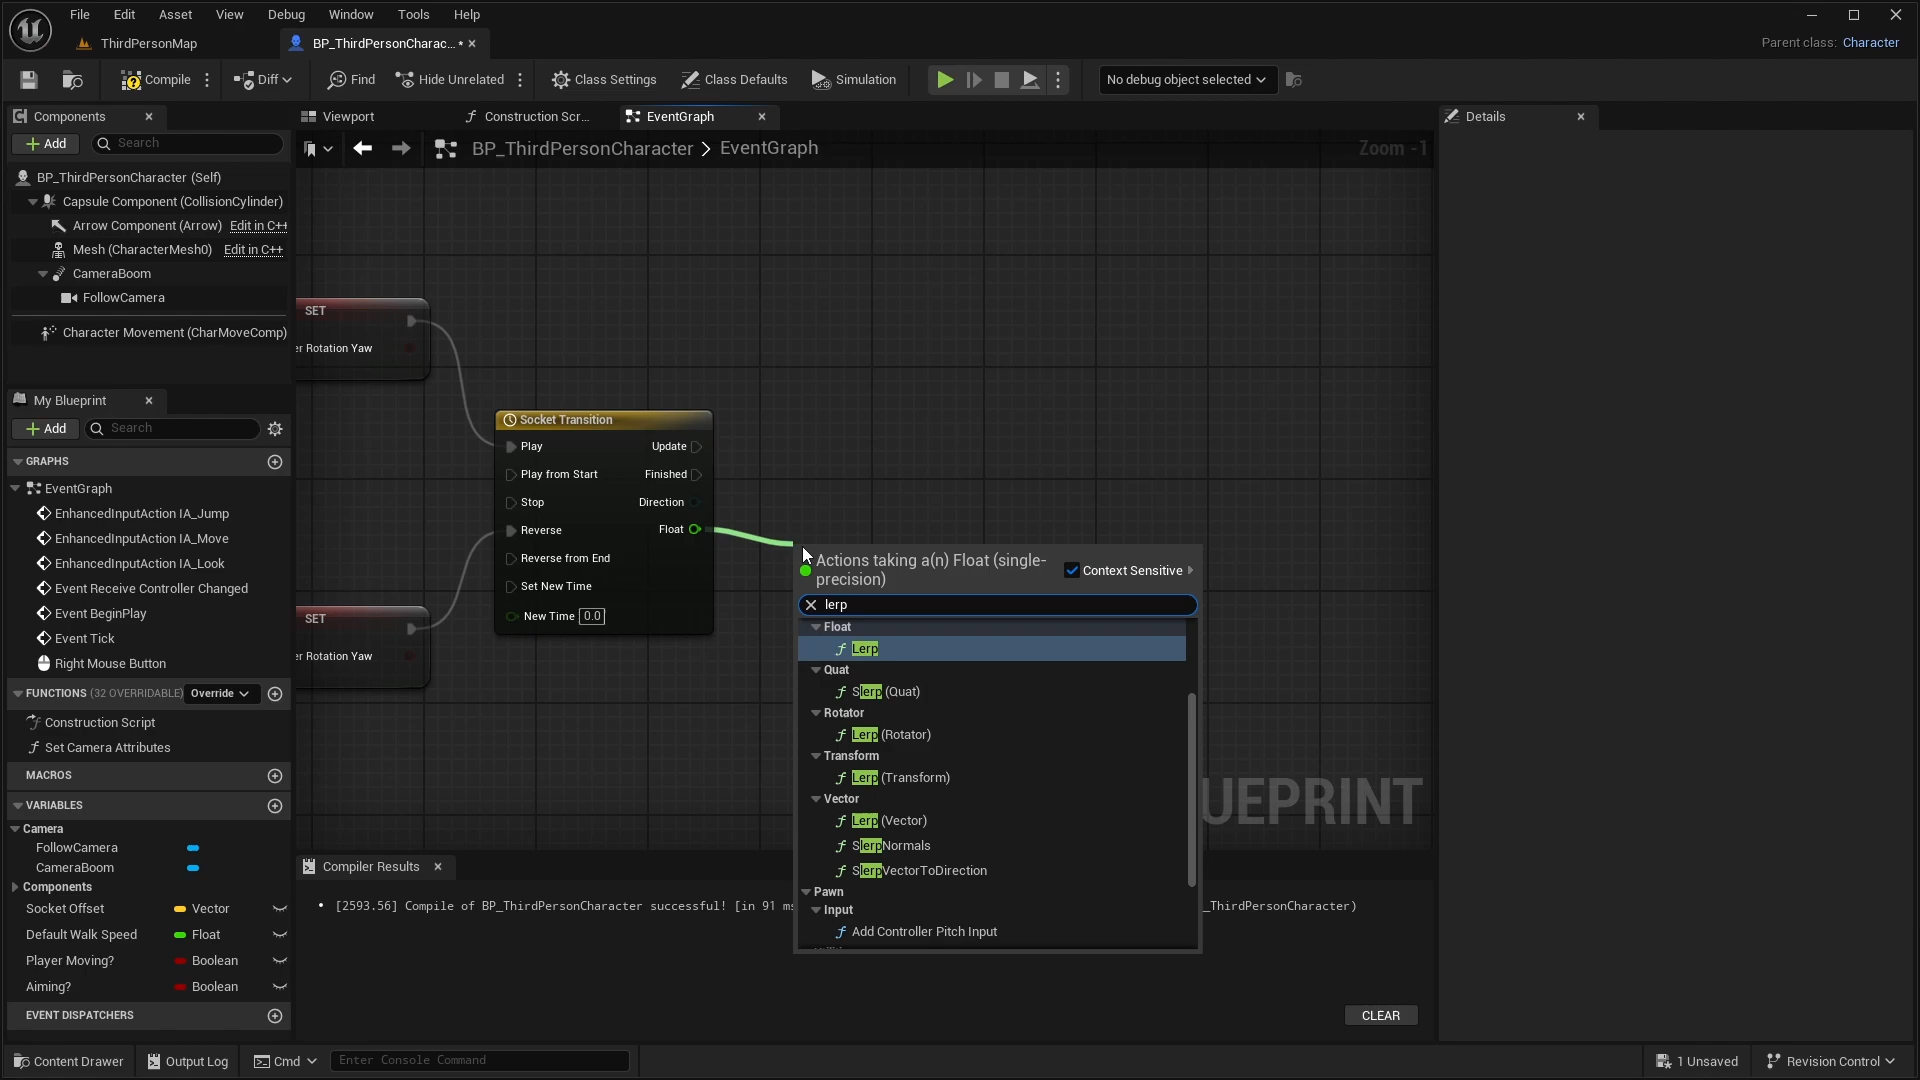 File Edit Asset View Debug Window Tools Help
ThirdPersonMap
BP_ThirdPersonCharac... *
Parent class: Character
Compile
Diff
Find
Hide Unrelated
Class Settings
Class Defaults
Simulation
No debug object selected
Components
Add
Search
BP_ThirdPersonCharacter (Self)
Capsule Component (CollisionCylinder)
Arrow Component (Arrow) Edit in C++
Mesh (CharacterMesh0) Edit in C++
CameraBoom
FollowCamera
Character Movement (CharMoveComp)
My Blueprint
Add
Search
GRAPHS
EventGraph
EnhancedInputAction IA_Jump
EnhancedInputAction IA_Move
EnhancedInputAction IA_Look
Event Receive Controller Changed
Event BeginPlay
Event Tick
Right Mouse Button
FUNCTIONS (32 OVERRIDABLE) Override
Construction Script
Set Camera Attributes
MACROS
VARIABLES
Camera
FollowCamera
CameraBoom
Components
Socket Offset Vector
Default Walk Speed Float
Player Moving? Boolean
Aiming? Boolean
EVENT DISPATCHERS
Viewport
Construction Scr...
EventGraph
BP_ThirdPersonCharacter > EventGraph
Zoom -1
SET
er Rotation Yaw
SET
er Rotation Yaw
Socket Transition
Play Update
Play from Start Finished
Stop Direction
Reverse Float
Reverse from End
Set New Time
New Time 0.0
Actions taking a(n) Float (single-
precision)
Context Sensitive
lerp
Float
Lerp
Quat
Slerp (Quat)
Rotator
Lerp (Rotator)
Transform
Lerp (Transform)
Vector
Lerp (Vector)
SlerpNormals
SlerpVectorToDirection
Pawn
Input
Add Controller Pitch Input
UEPRINT
Compiler Results
[2593.56] Compile of BP_ThirdPersonCharacter successful! [in 91 ms
_ThirdPersonCharacter)
CLEAR
Details
Content Drawer
Output Log
Cmd
Enter Console Command
1 Unsaved
Revision Control